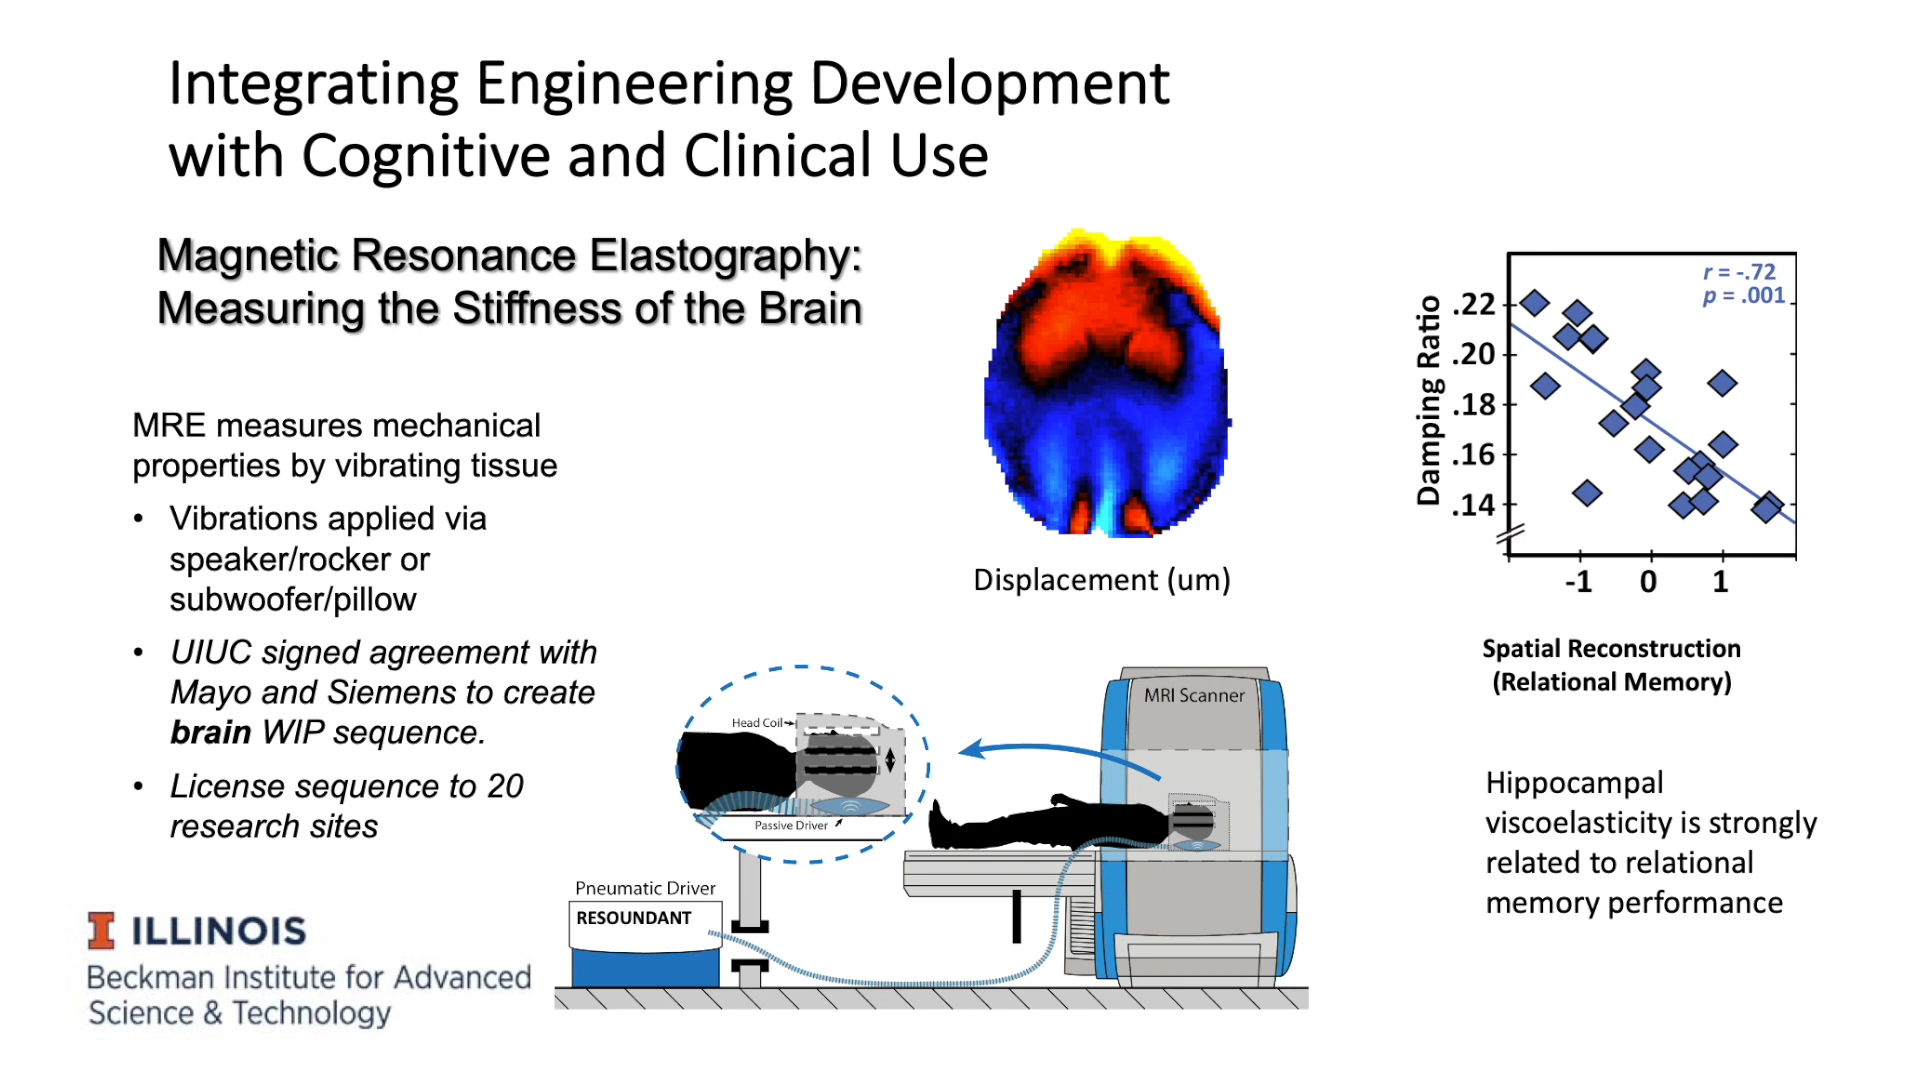 Integrating Engineering Development
with Cognitive and Clinical Use
Magnetic Resonance Elastography:
Measuring the Stiffness of the Brain
MRE measures mechanical
properties by vibrating tissue
• Vibrations applied via
speaker/rocker or
subwoofer/pillow
• UIUC signed agreement with
Mayo and Siemens to create
brain WIP sequence.
• License sequence to 20
research sites
I ILLINOIS
Beckman Institute for Advanced
Science & Technology
Displacement (um)
Head Coil
Passive Driver
Pneumatic Driver
RESOUNDANT
MRI Scanner
r = -.72
p = .001
Damping Ratio
.22
.20
.18
.16
.14
-1 0 1
Spatial Reconstruction
(Relational Memory)
Hippocampal
viscoelasticity is strongly
related to relational
memory performance